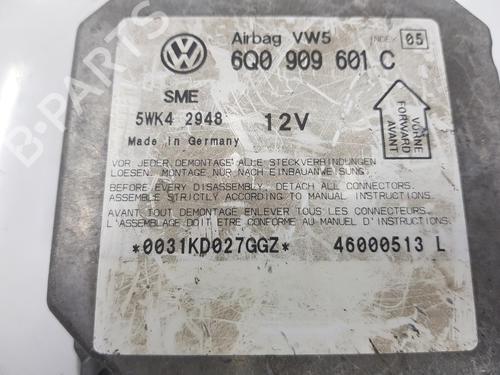 Airbag VW5 INDEX 05
6Q0 909 601 C
SME
5WK4 2948 12V
Made in Germany
VORNE
FORWARD
AVANT
VOR JEDER DEMONTAGE ALLE STECKVERBINDUNGEN
LOESEN. MONTAGE NUR NACH EINBAUANWEISUNG.
BEFORE EVERY DISASSEMBLY, DETACH ALL CONNECTORS.
ASSEMBLE STRICTLY ACCORDING TO MANUAL INSTRUCTIONS.
AVANT TOUT DEMONTAGE ENLEVER TOUS LES CONNECTEURS.
L'ASSEMBLAGE DOIT ETRE CONFORME AU MANUEL D'INSTRUCTIONS.
*0031KD027GGZ* 46000513 L
B-PARTS